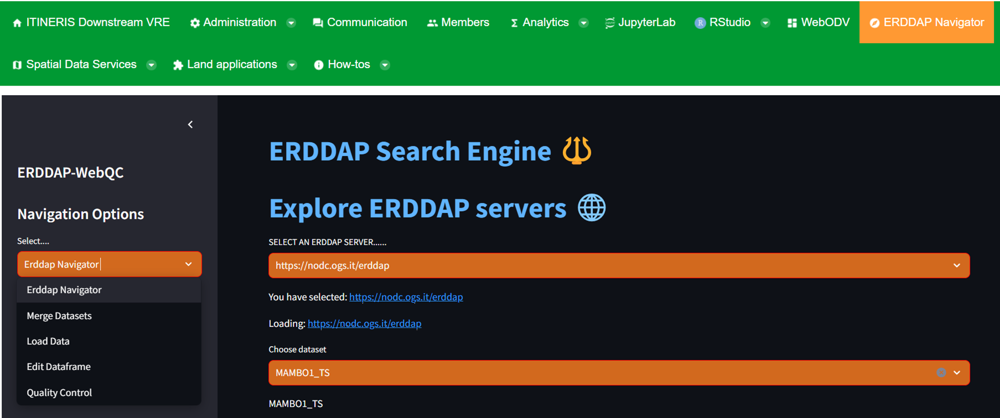 ITINERIS Downstream VRE Administration Communication Members Analytics JupyterLab RStudio WebODV ERDDAP Navigator
Spatial Data Services Land applications How-tos
ERDDAP-WebQC
Navigation Options
Select....
Erddap Navigator
Erddap Navigator
Merge Datasets
Load Data
Edit Dataframe
Quality Control
ERDDAP Search Engine
Explore ERDDAP servers
SELECT AN ERDDAP SERVER......
https://nodc.ogs.it/erddap
You have selected: https://nodc.ogs.it/erddap
Loading: https://nodc.ogs.it/erddap
Choose dataset
MAMBO1_TS
MAMBO1_TS